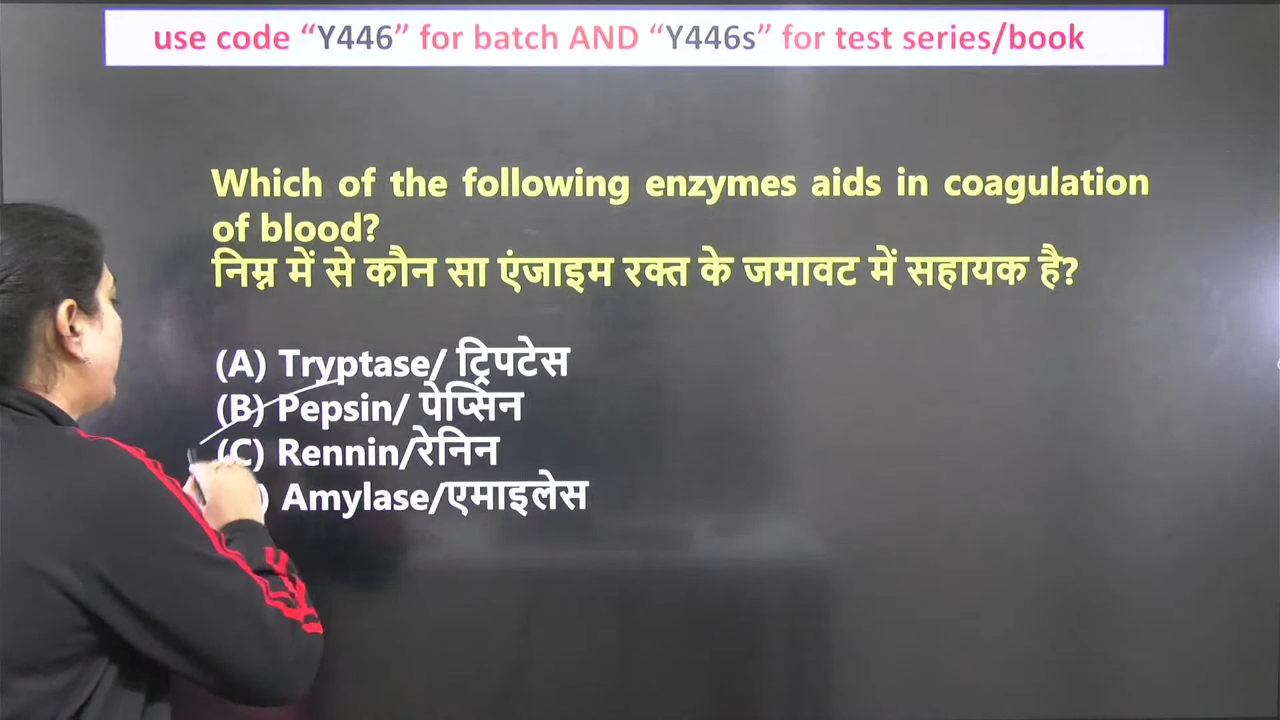 use code “Y446” for batch AND “Y446s” for test series/book
Which of the following enzymes aids in coagulation
of blood?
निम्न में से कौन सा एंजाइम रक्त के जमावट में सहायक है?
(A) Tryptase/ ट्रिपटेस
(B) Pepsin/ पेप्सिन
(C) Rennin/रेनिन
) Amylase/एमाइलेस